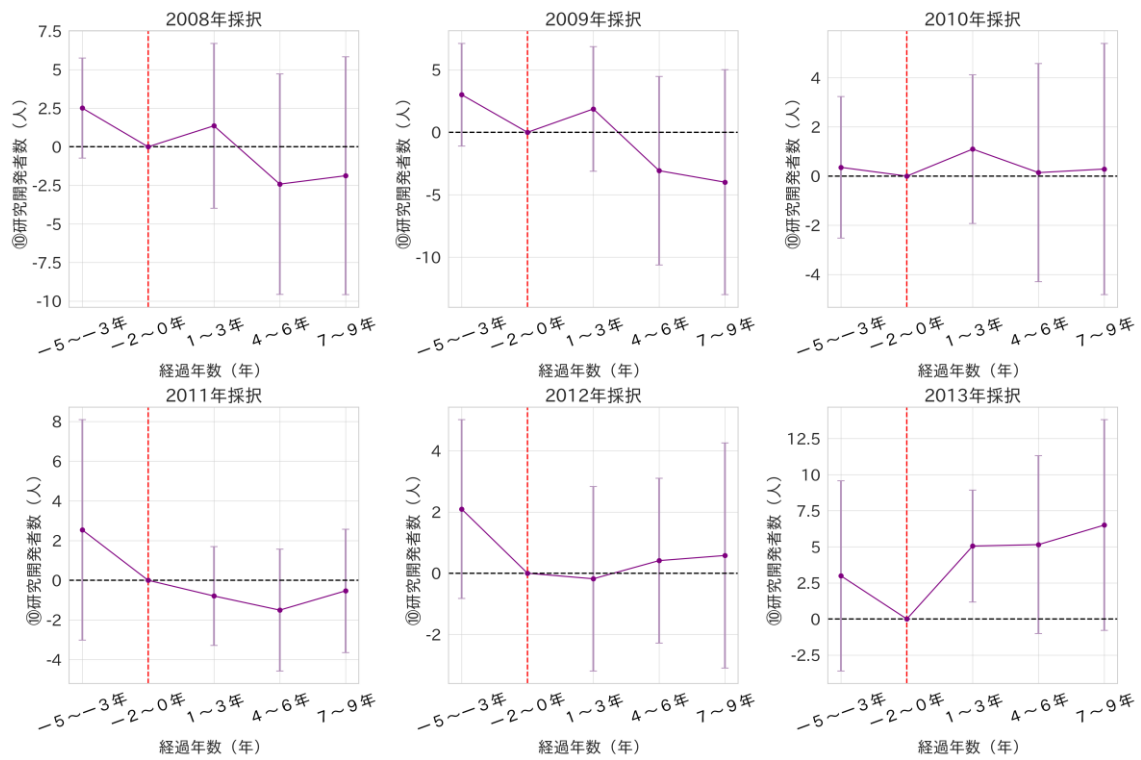 2008年採択
⑩研究開発者数（人）
7.5
5
2.5
0
-2.5
-5
-7.5
-10
－5～－3年
－2～0年
1～3年
4～6年
7～9年
経過年数（年）
2009年採択
⑩研究開発者数（人）
5
0
-5
-10
－5～－3年
－2～0年
1～3年
4～6年
7～9年
経過年数（年）
2010年採択
⑩研究開発者数（人）
4
2
0
-2
-4
－5～－3年
－2～0年
1～3年
4～6年
7～9年
経過年数（年）
2011年採択
⑩研究開発者数（人）
8
6
4
2
0
-2
-4
－5～－3年
－2～0年
1～3年
4～6年
7～9年
経過年数（年）
2012年採択
⑩研究開発者数（人）
4
2
0
-2
－5～－3年
－2～0年
1～3年
4～6年
7～9年
経過年数（年）
2013年採択
⑩研究開発者数（人）
12.5
10
7.5
5
2.5
0
-2.5
－5～－3年
－2～0年
1～3年
4～6年
7～9年
経過年数（年）